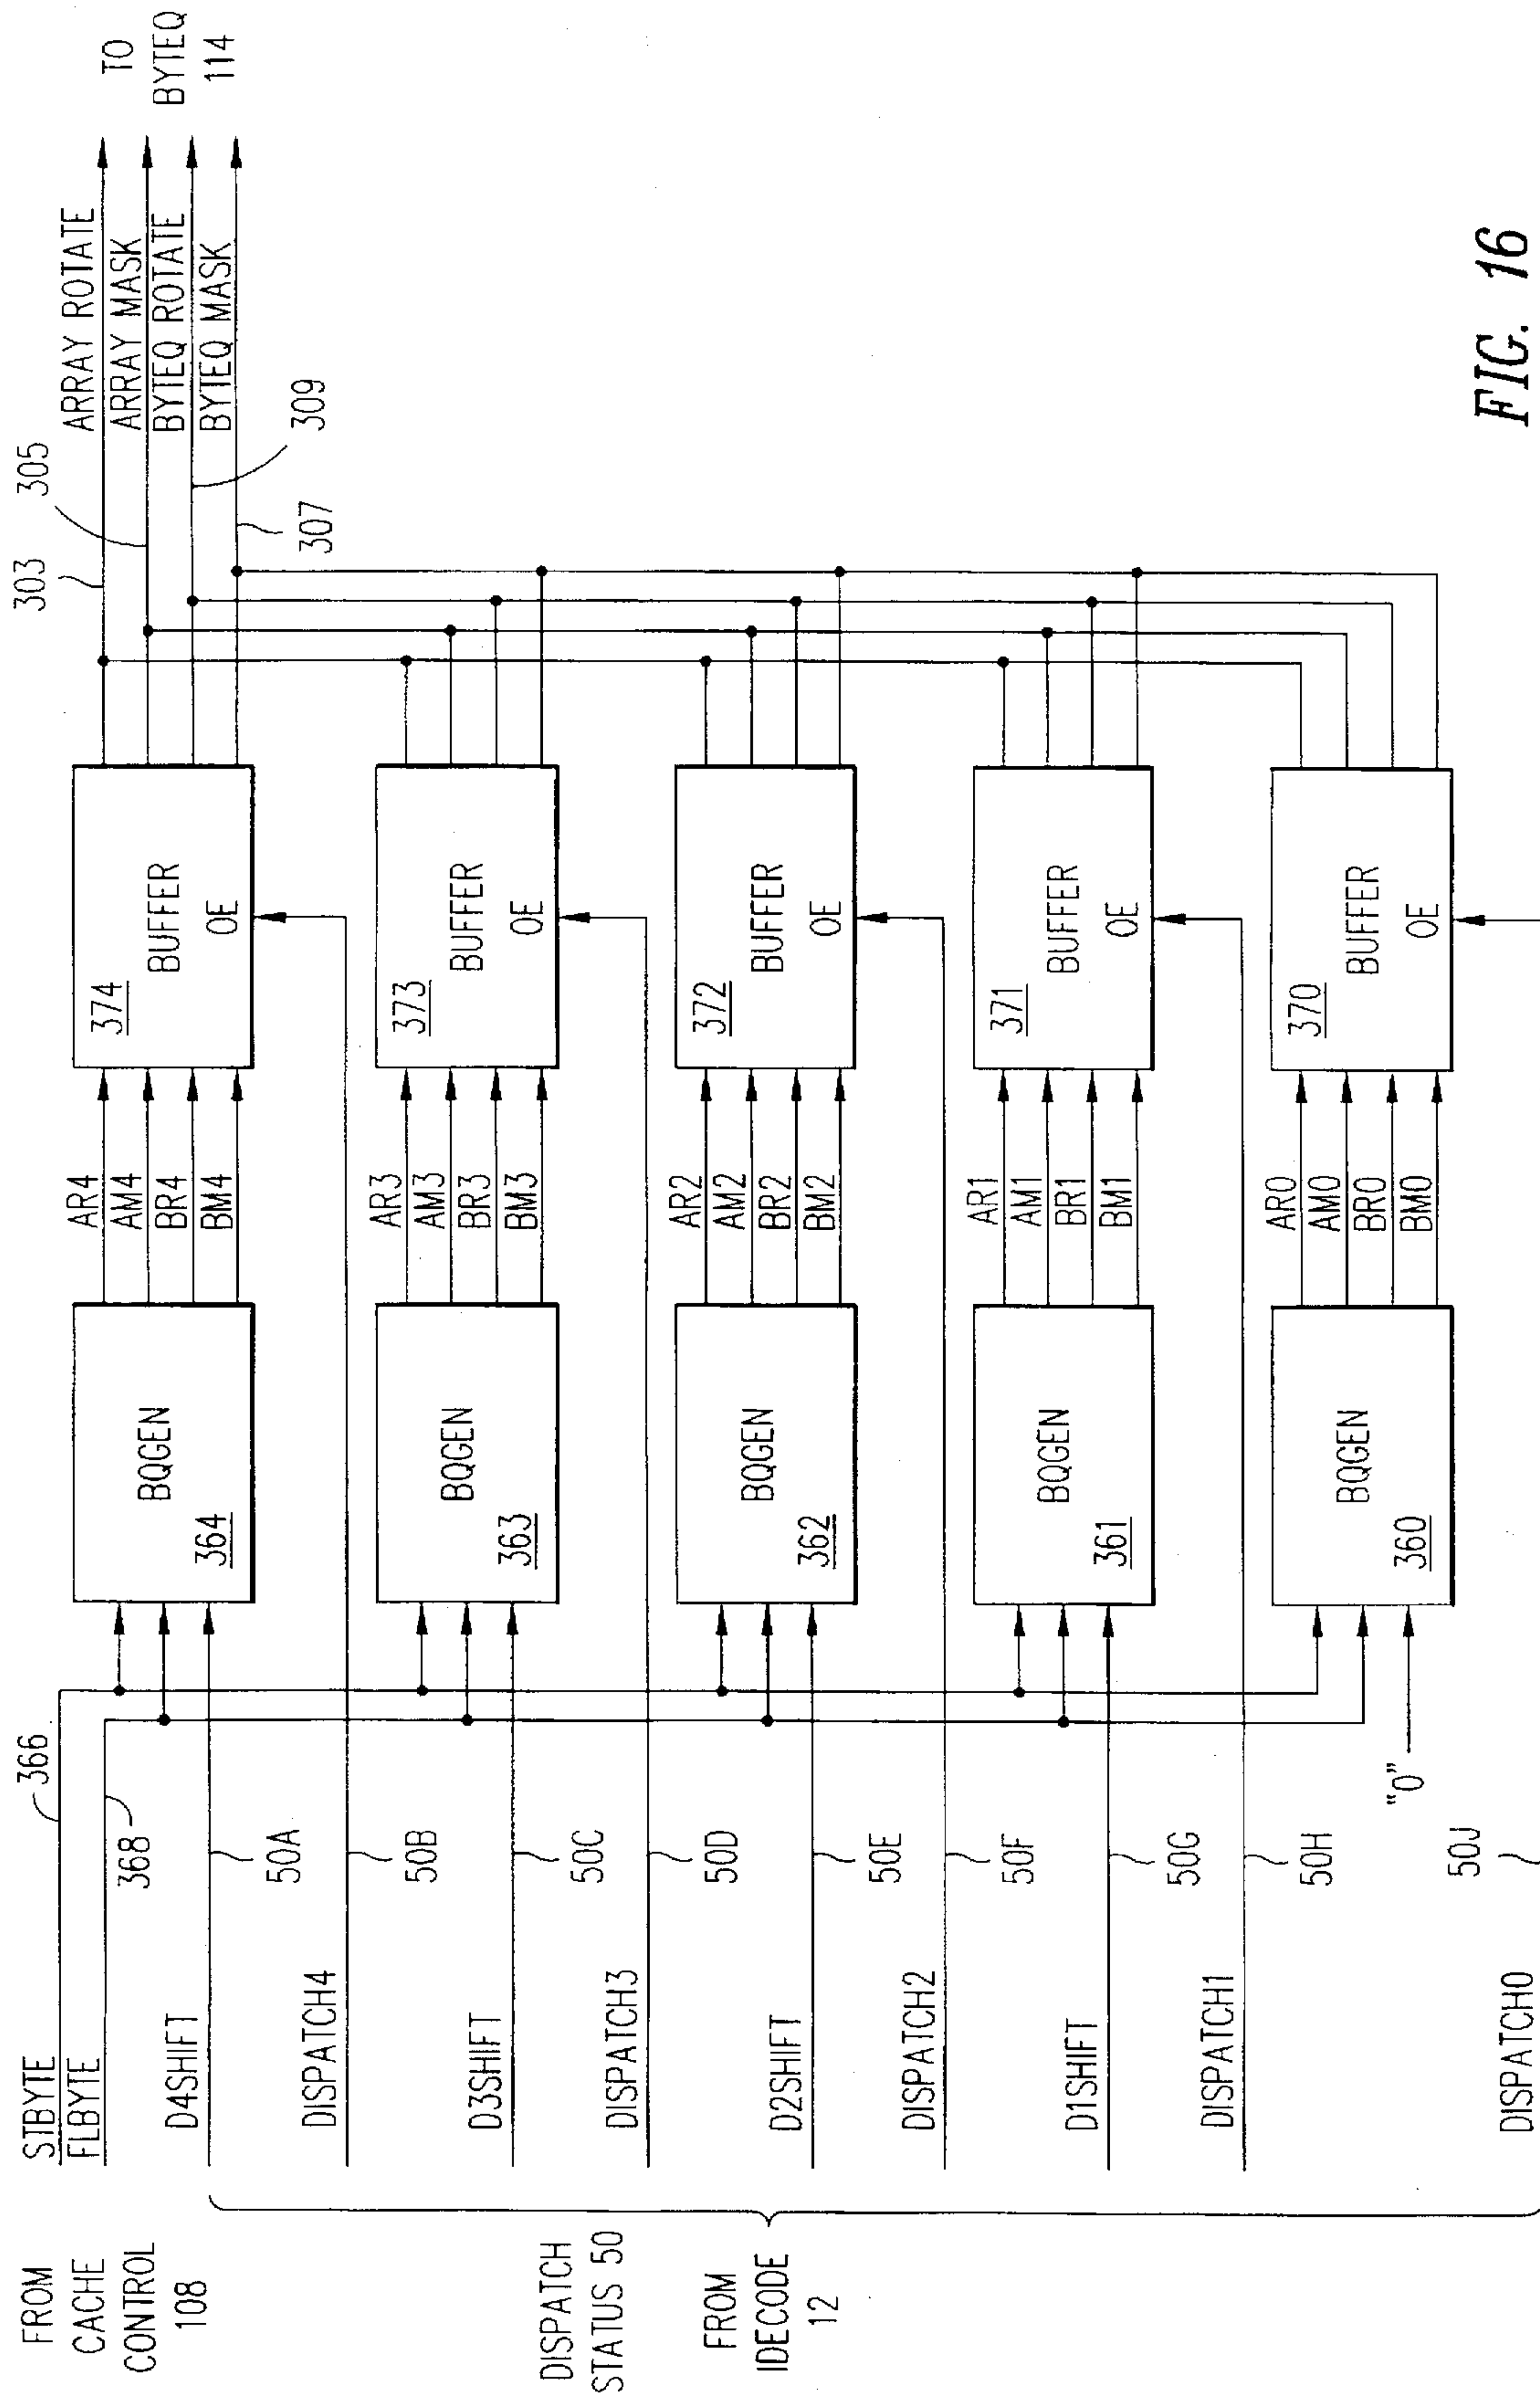 FROM
CACHE
CONTROL
108
STBYTE
FLBYTE
366
368
D4SHIFT
50A
DISPATCH4
50B
D3SHIFT
50C
DISPATCH3
50D
D2SHIFT
50E
DISPATCH2
50F
D1SHIFT
50G
DISPATCH1
50H
"0"
DISPATCH0
50J
DISPATCH
STATUS 50
FROM
IDECODE
12
BQGEN
364
AR4
AM4
BR4
BM4
374
BUFFER
OE
BQGEN
363
AR3
AM3
BR3
BM3
373
BUFFER
OE
BQGEN
362
AR2
AM2
BR2
BM2
372
BUFFER
OE
BQGEN
361
AR1
AM1
BR1
BM1
371
BUFFER
OE
BQGEN
360
AR0
AM0
BR0
BM0
370
BUFFER
OE
303
305
309
307
ARRAY ROTATE
ARRAY MASK
BYTEQ ROTATE
BYTEQ MASK
TO
BYTEQ
114
FIG. 16